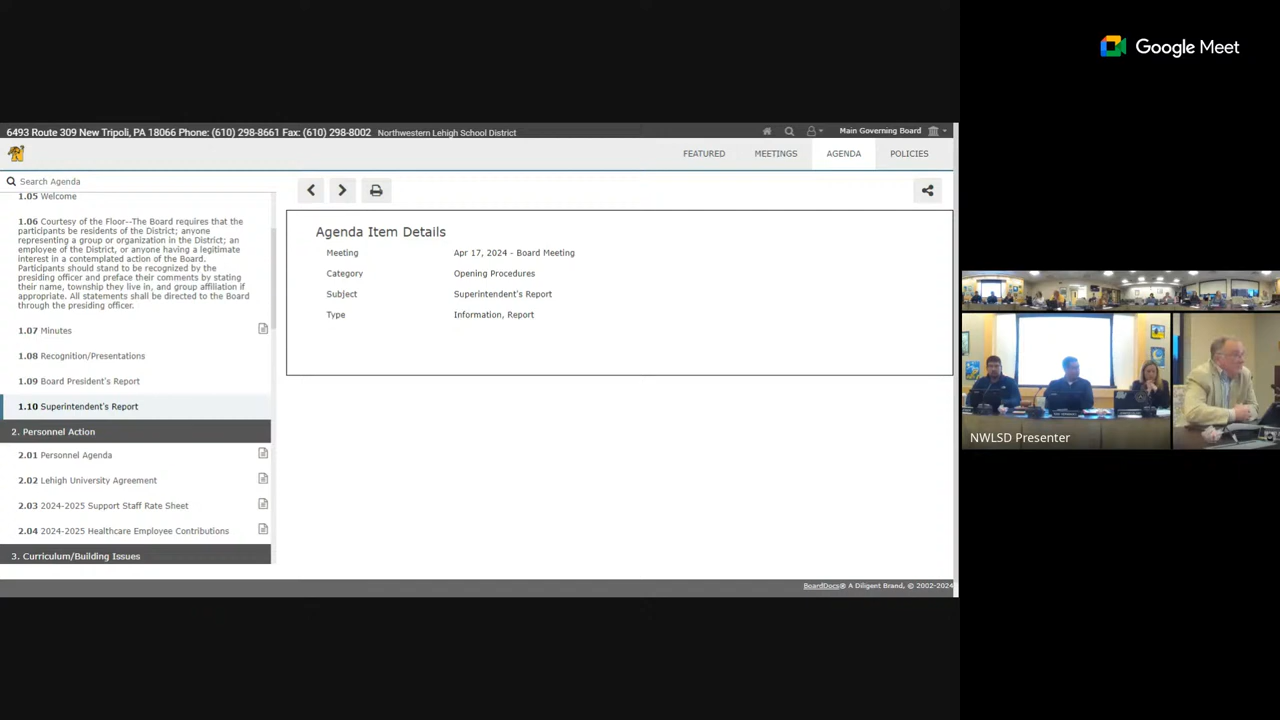 Google Meet
6493 Route 309 New Tripoli, PA 18066 Phone: (610) 298-8661 Fax: (610) 298-8002 Northwestern Lehigh School District
Main Governing Board
FEATURED MEETINGS AGENDA POLICIES
Search Agenda
1.05 Welcome
1.06 Courtesy of the Floor--The Board requires that the
participants be residents of the District; anyone
representing a group or organization in the District; an
employee of the District, or anyone having a legitimate
interest in a contemplated action of the Board.
Participants should stand to be recognized by the
presiding officer and preface their comments by stating
their name, township they live in, and group affiliation if
appropriate. All statements shall be directed to the Board
through the presiding officer.
1.07 Minutes
1.08 Recognition/Presentations
1.09 Board President's Report
1.10 Superintendent's Report
2. Personnel Action
2.01 Personnel Agenda
2.02 Lehigh University Agreement
2.03 2024-2025 Support Staff Rate Sheet
2.04 2024-2025 Healthcare Employee Contributions
3. Curriculum/Building Issues
Agenda Item Details
Meeting Apr 17, 2024 - Board Meeting
Category Opening Procedures
Subject Superintendent's Report
Type Information, Report
NWLSD Presenter
BoardDocs® A Diligent Brand, © 2002-2024